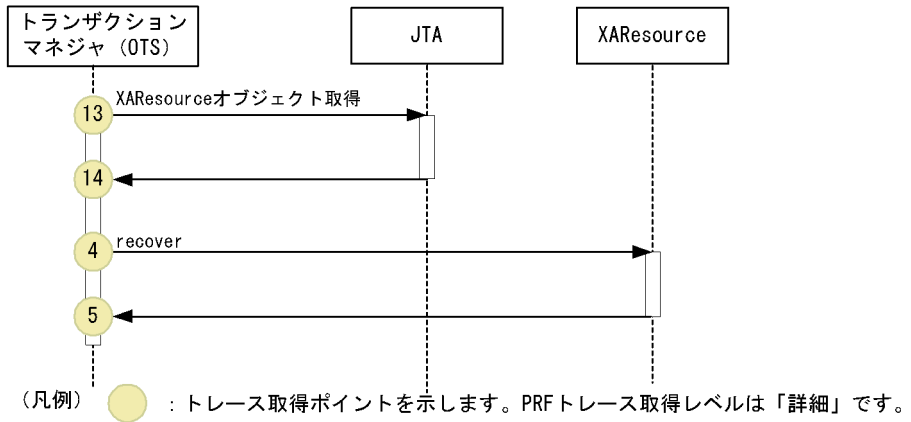 トランザクション
マネジャ（OTS）
JTA
XAResource
XAResourceオブジェクト取得
13
14
recover
4
5
（凡例）
：トレース取得ポイントを示します。PRFトレース取得レベルは「詳細」です。